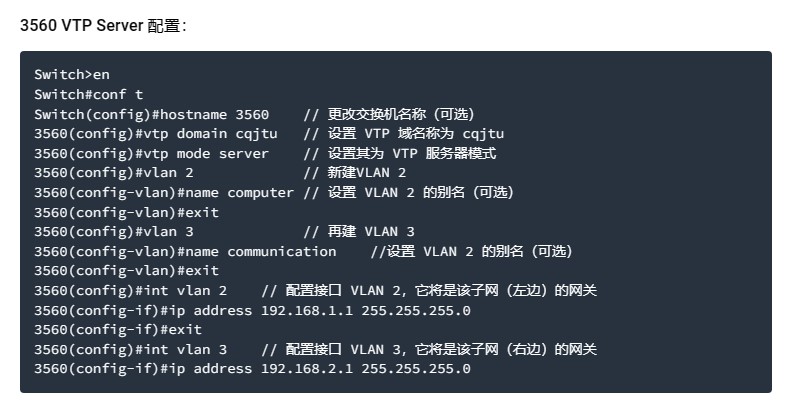 3560 VTP Server 配置：
Switch>en
Switch#conf t
Switch(config)#hostname 3560    // 更改交换机名称（可选）
3560(config)#vtp domain cqjtu   // 设置 VTP 域名称为 cqjtu
3560(config)#vtp mode server    // 设置其为 VTP 服务器模式
3560(config)#vlan 2             // 新建VLAN 2
3560(config-vlan)#name computer // 设置 VLAN 2 的别名（可选）
3560(config-vlan)#exit
3560(config)#vlan 3             // 再建 VLAN 3
3560(config-vlan)#name communication    //设置 VLAN 2 的别名（可选）
3560(config-vlan)#exit
3560(config)#int vlan 2    // 配置接口 VLAN 2，它将是该子网（左边）的网关
3560(config-if)#ip address 192.168.1.1 255.255.255.0
3560(config-if)#exit
3560(config)#int vlan 3    // 配置接口 VLAN 3，它将是该子网（右边）的网关
3560(config-if)#ip address 192.168.2.1 255.255.255.0